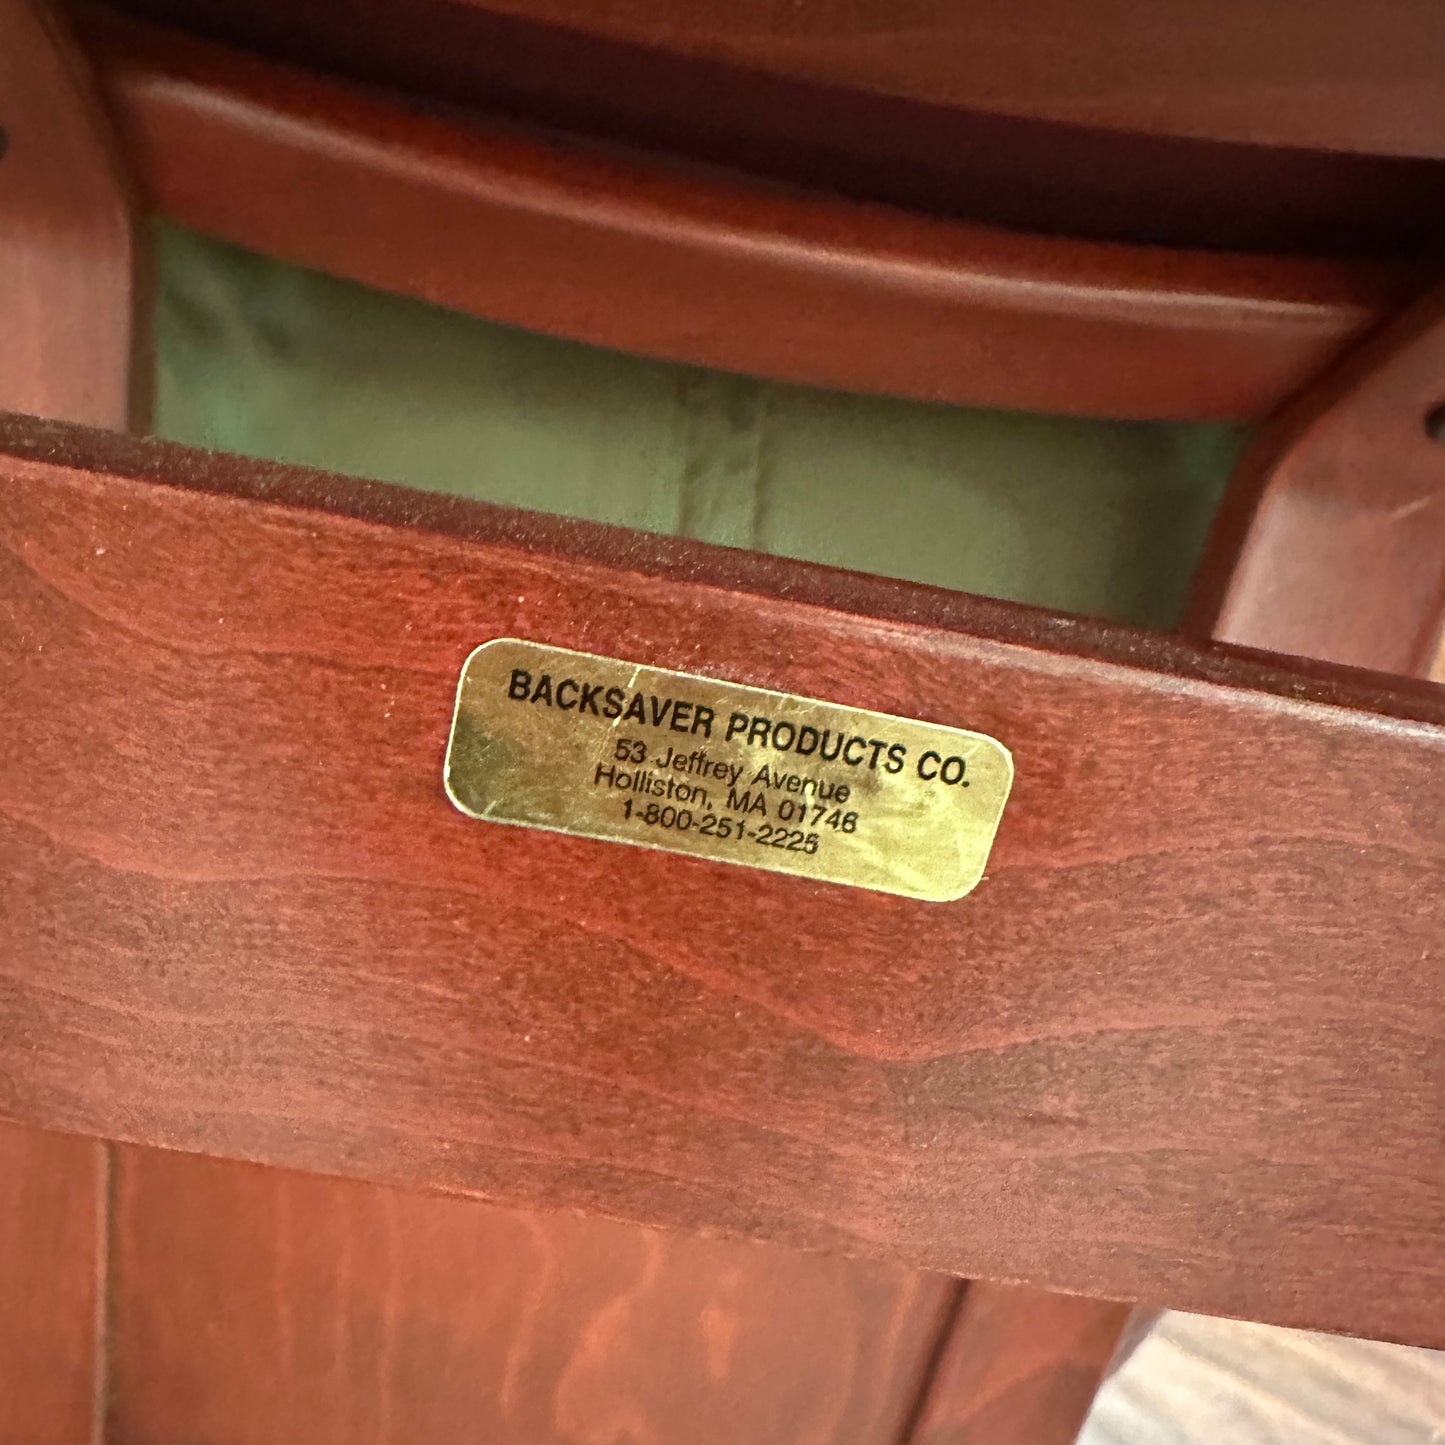 BACKSAVER PRODUCTS CO.
53 Jeffrey Avenue
Holliston, MA 01746
1-800-251-2225